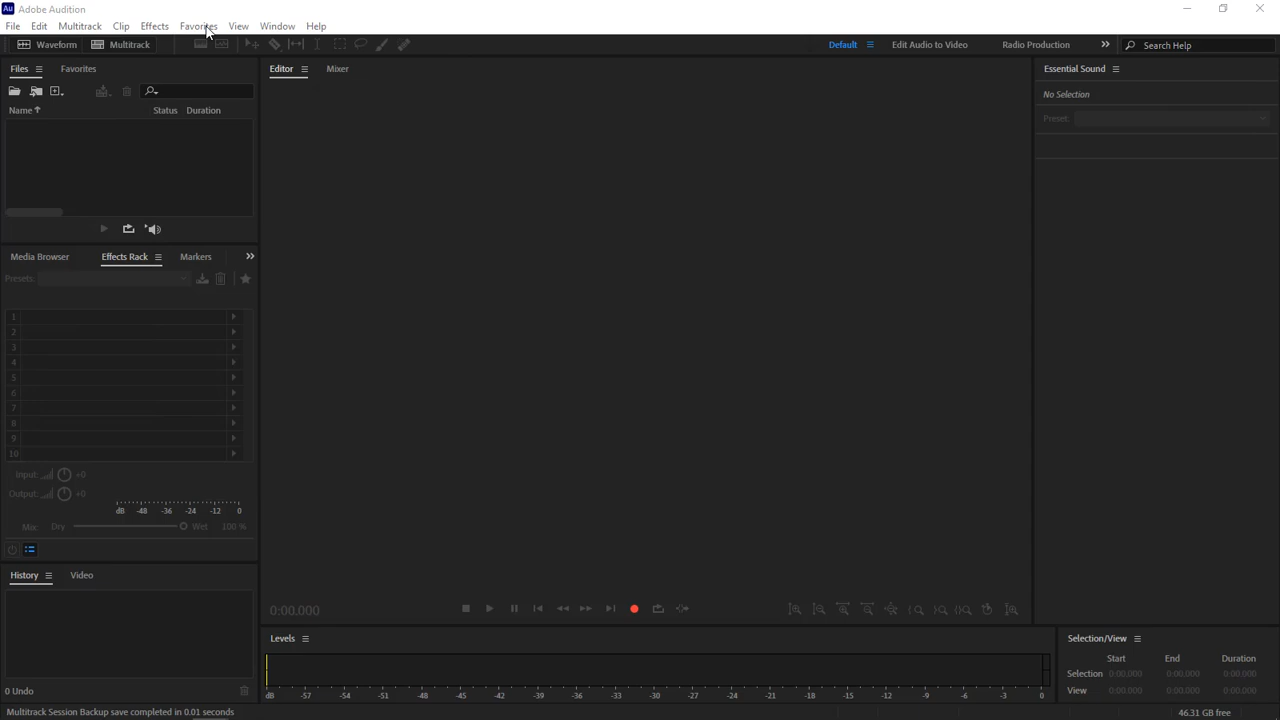 Au Adobe Audition
File Edit Multitrack Clip Effects Favorites View Window Help
Waveform Multitrack Default Edit Audio to Video Radio Production Search Help
Files Favorites Editor Mixer Essential Sound
No Selection
Name Status Duration
Preset:
Media Browser Effects Rack Markers
Presets:
1
2
3
4
5
6
7
8
9
10
Input: +0
Output: +0
dB -48 -36 -24 -12 0
Mix: Dry Wet 100 %
History Video
0:00.000
Levels Selection/View
Start End Duration
Selection 0:00.000 0:00.000 0:00.000
View 0:00.000 0:00.000 0:00.000
0 Undo
dB -57 -54 -51 -48 -45 -42 -39 -36 -33 -30 -27 -24 -21 -18 -15 -12 -9 -6 -3 0
Multitrack Session Backup save completed in 0.01 seconds 46.31 GB free